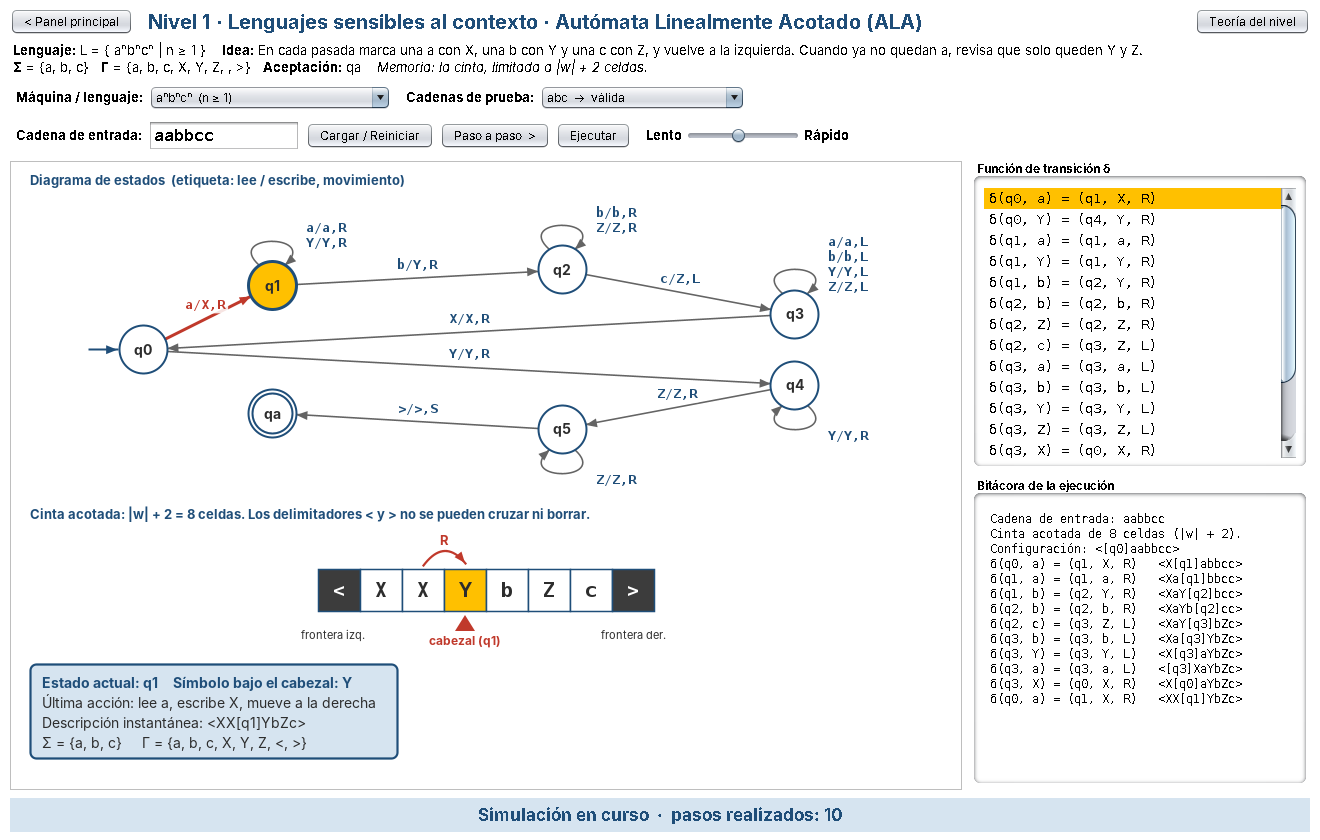 < Panel principal
Nivel 1 · Lenguajes sensibles al contexto · Autómata Linealmente Acotado (ALA)
Teoría del nivel
Lenguaje: L = { aⁿbⁿcⁿ | n ≥ 1 } Idea: En cada pasada marca una a con X, una b con Y y una c con Z, y vuelve a la izquierda. Cuando ya no quedan a, revisa que solo queden Y y Z.
Σ = {a, b, c} Γ = {a, b, c, X, Y, Z, , >} Aceptación: qa Memoria: la cinta, limitada a |w| + 2 celdas.
Máquina / lenguaje: aⁿbⁿcⁿ (n ≥ 1) Cadenas de prueba: abc → válida
Cadena de entrada: aabbcc Cargar / Reiniciar Paso a paso > Ejecutar Lento Rápido
Diagrama de estados (etiqueta: lee / escribe, movimiento)
a/a,R
Y/Y,R
b/b,R
Z/Z,R
a/a,L
b/b,L
Y/Y,L
Z/Z,L
q1
b/Y,R
q2
c/Z,L
q3
a/X,R
X/X,R
q0
Y/Y,R
q4
Z/Z,R
qa
>/>,S
q5
Y/Y,R
Z/Z,R
Cinta acotada: |w| + 2 = 8 celdas. Los delimitadores < y > no se pueden cruzar ni borrar.
R
< X X Y b Z c >
frontera izq.
cabezal (q1)
frontera der.
Estado actual: q1 Símbolo bajo el cabezal: Y
Última acción: lee a, escribe X, mueve a la derecha
Descripción instantánea: <XX[q1]YbZc>
Σ = {a, b, c} Γ = {a, b, c, X, Y, Z, <, >}
Función de transición δ
δ(q0, a) = (q1, X, R)
δ(q0, Y) = (q4, Y, R)
δ(q1, a) = (q1, a, R)
δ(q1, Y) = (q1, Y, R)
δ(q1, b) = (q2, Y, R)
δ(q2, b) = (q2, b, R)
δ(q2, Z) = (q2, Z, R)
δ(q2, c) = (q3, Z, L)
δ(q3, a) = (q3, a, L)
δ(q3, b) = (q3, b, L)
δ(q3, Y) = (q3, Y, L)
δ(q3, Z) = (q3, Z, L)
δ(q3, X) = (q0, X, R)
Bitácora de la ejecución
Cadena de entrada: aabbcc
Cinta acotada de 8 celdas (|w| + 2).
Configuración: <[q0]aabbcc>
δ(q0, a) = (q1, X, R) <X[q1]abbcc>
δ(q1, a) = (q1, a, R) <Xa[q1]bbcc>
δ(q1, b) = (q2, Y, R) <XaY[q2]bcc>
δ(q2, b) = (q2, b, R) <XaYb[q2]cc>
δ(q2, c) = (q3, Z, L) <XaY[q3]bZc>
δ(q3, b) = (q3, b, L) <Xa[q3]YbZc>
δ(q3, Y) = (q3, Y, L) <X[q3]aYbZc>
δ(q3, a) = (q3, a, L) <[q3]XaYbZc>
δ(q3, X) = (q0, X, R) <X[q0]aYbZc>
δ(q0, a) = (q1, X, R) <XX[q1]YbZc>
Simulación en curso · pasos realizados: 10